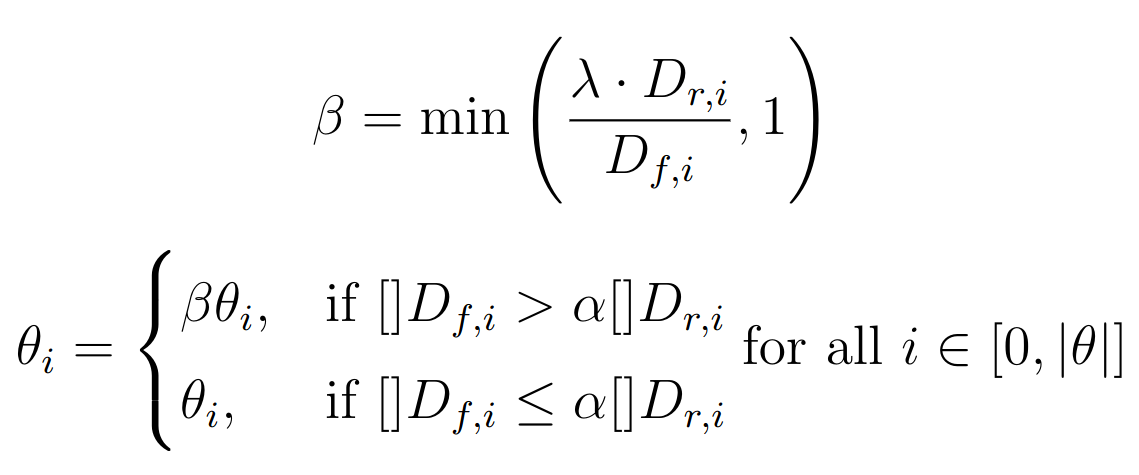 β = min ( λ · D_{r,i} / D_{f,i} , 1 )
θ_i = { βθ_i, if []D_{f,i} > α[]D_{r,i}
θ_i, if []D_{f,i} ≤ α[]D_{r,i}
for all i ∈ [0, |θ|]